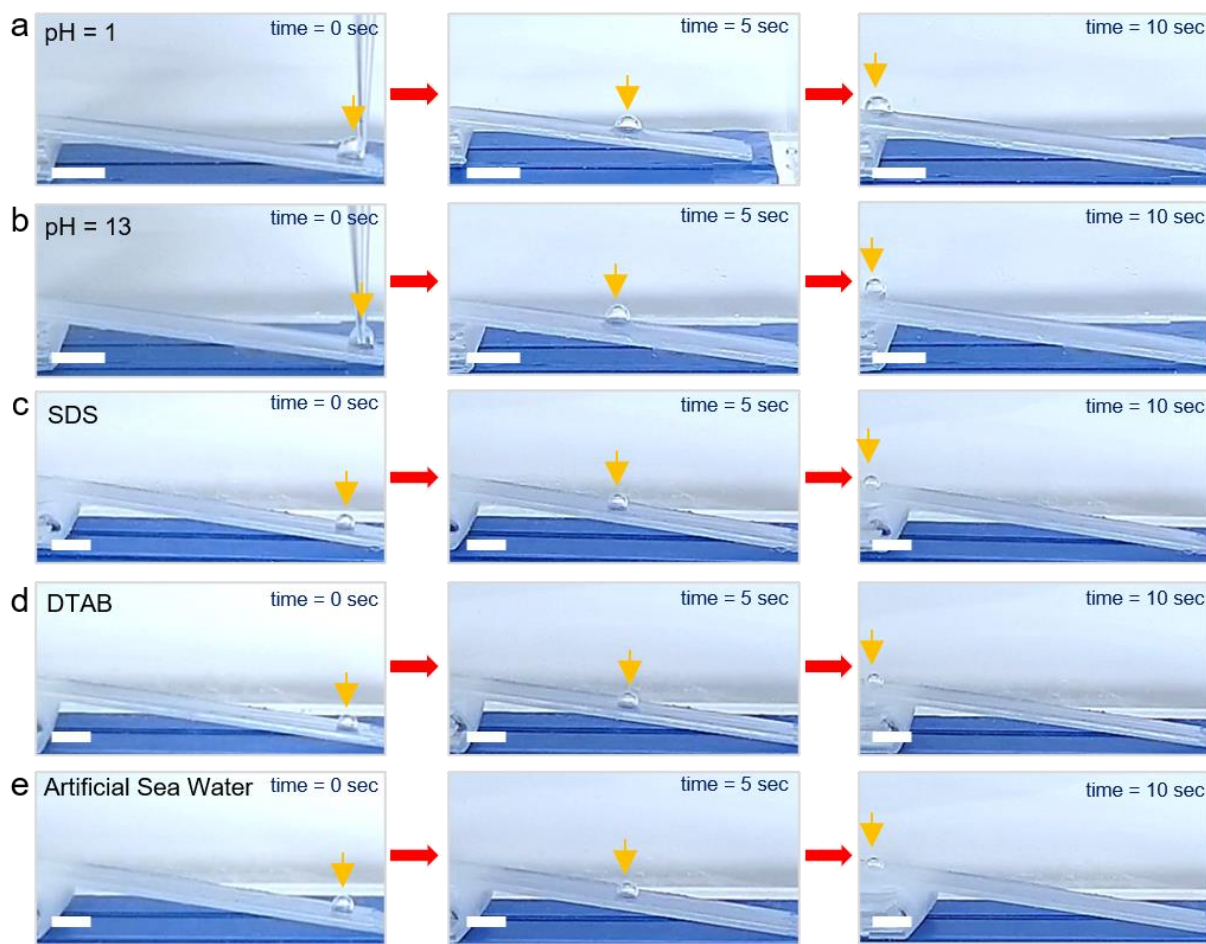 a
pH = 1
time = 0 sec
time = 5 sec
time = 10 sec
b
pH = 13
time = 0 sec
time = 5 sec
time = 10 sec
c
SDS
time = 0 sec
time = 5 sec
time = 10 sec
d
DTAB
time = 0 sec
time = 5 sec
time = 10 sec
e
Artificial Sea Water
time = 0 sec
time = 5 sec
time = 10 sec